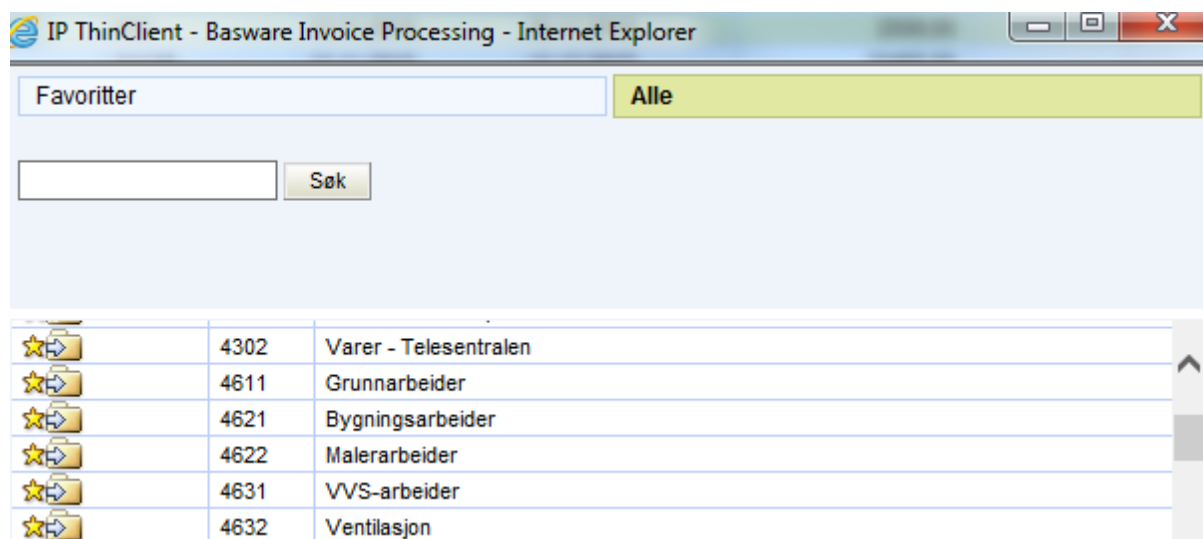 IP ThinClient - Basware Invoice Processing - Internet Explorer
Favoritter Alle
Søk
4302 Varer - Telesentralen
4611 Grunnarbeider
4621 Bygningsarbeider
4622 Malerarbeider
4631 VVS-arbeider
4632 Ventilasjon